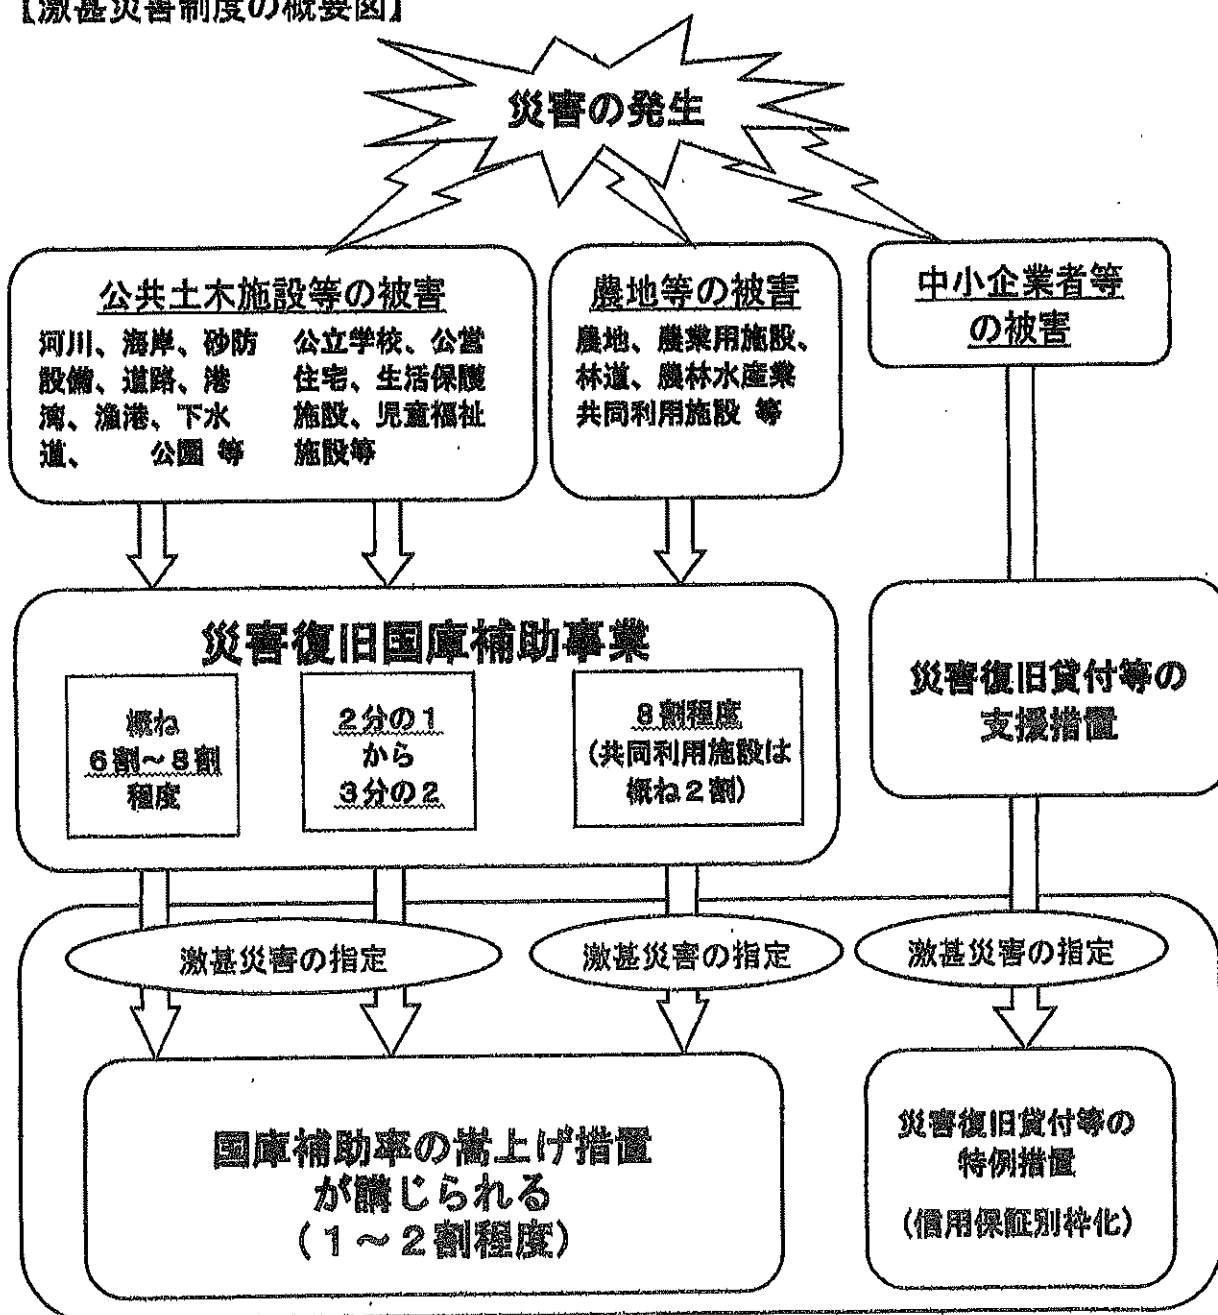 【激甚災害制度の概要図】
災害の発生
公共土木施設等の被害
河川、海岸、砂防
設備、道路、港
湾、漁港、下水
道、 公園 等
公立学校、公営
住宅、生活保護
施設、児童福祉
施設等
農地等の被害
農地、農業用施設、
林道、農林水産業
共同利用施設 等
中小企業者等
の被害
災害復旧国庫補助事業
概ね
6割~8割
程度
2分の1
から
3分の2
8割程度
(共同利用施設は
概ね2割)
災害復旧貸付等の
支援措置
激甚災害の指定
激甚災害の指定
激甚災害の指定
国庫補助率の嵩上げ措置
が講じられる
(1~2割程度)
災害復旧貸付等の
特例措置
(信用保証別枠化)